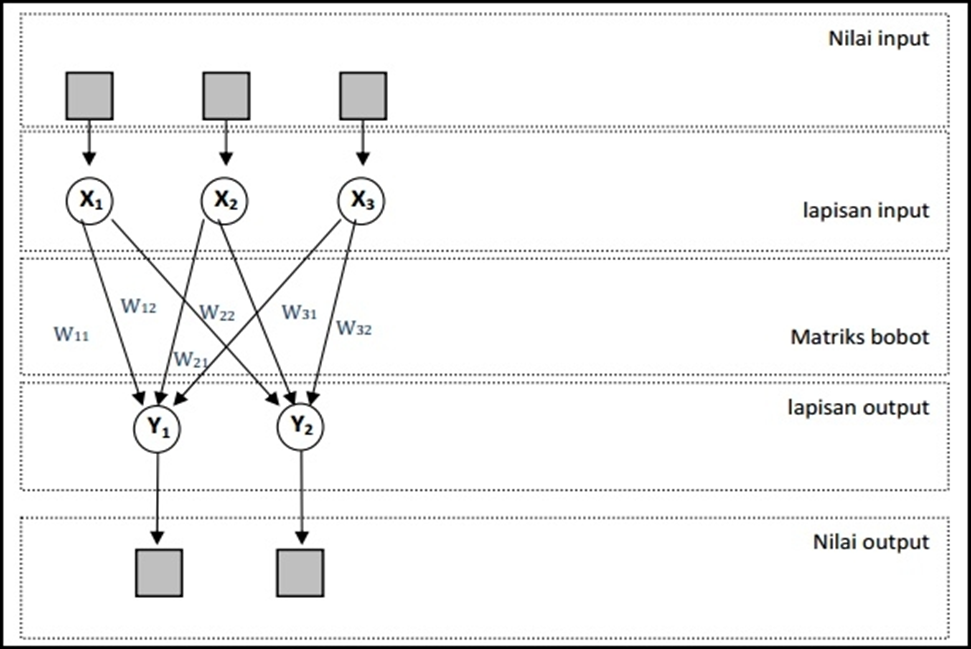 Nilai input
X₁ X₂ X₃
lapisan input
W₁₂ W₂₂ W₃₁
W₁₁ W₃₂
Matriks bobot
W₂₁
lapisan output
Y₁ Y₂
Nilai output